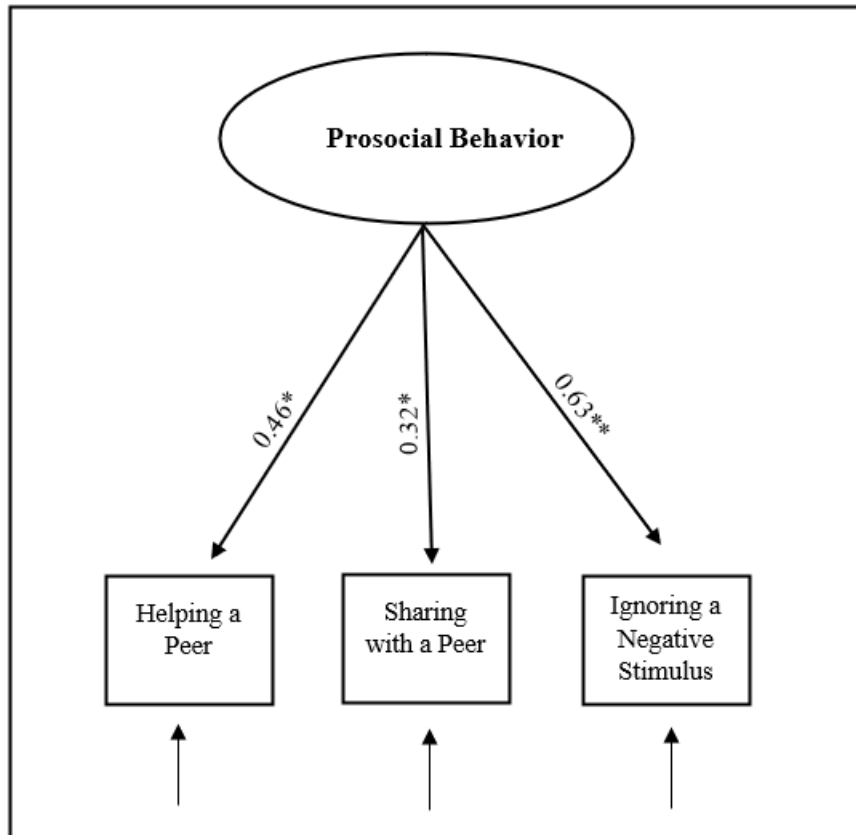 Prosocial Behavior
0.46*
0.32*
0.63**
Helping a
Peer
Sharing
with a Peer
Ignoring a
Negative
Stimulus